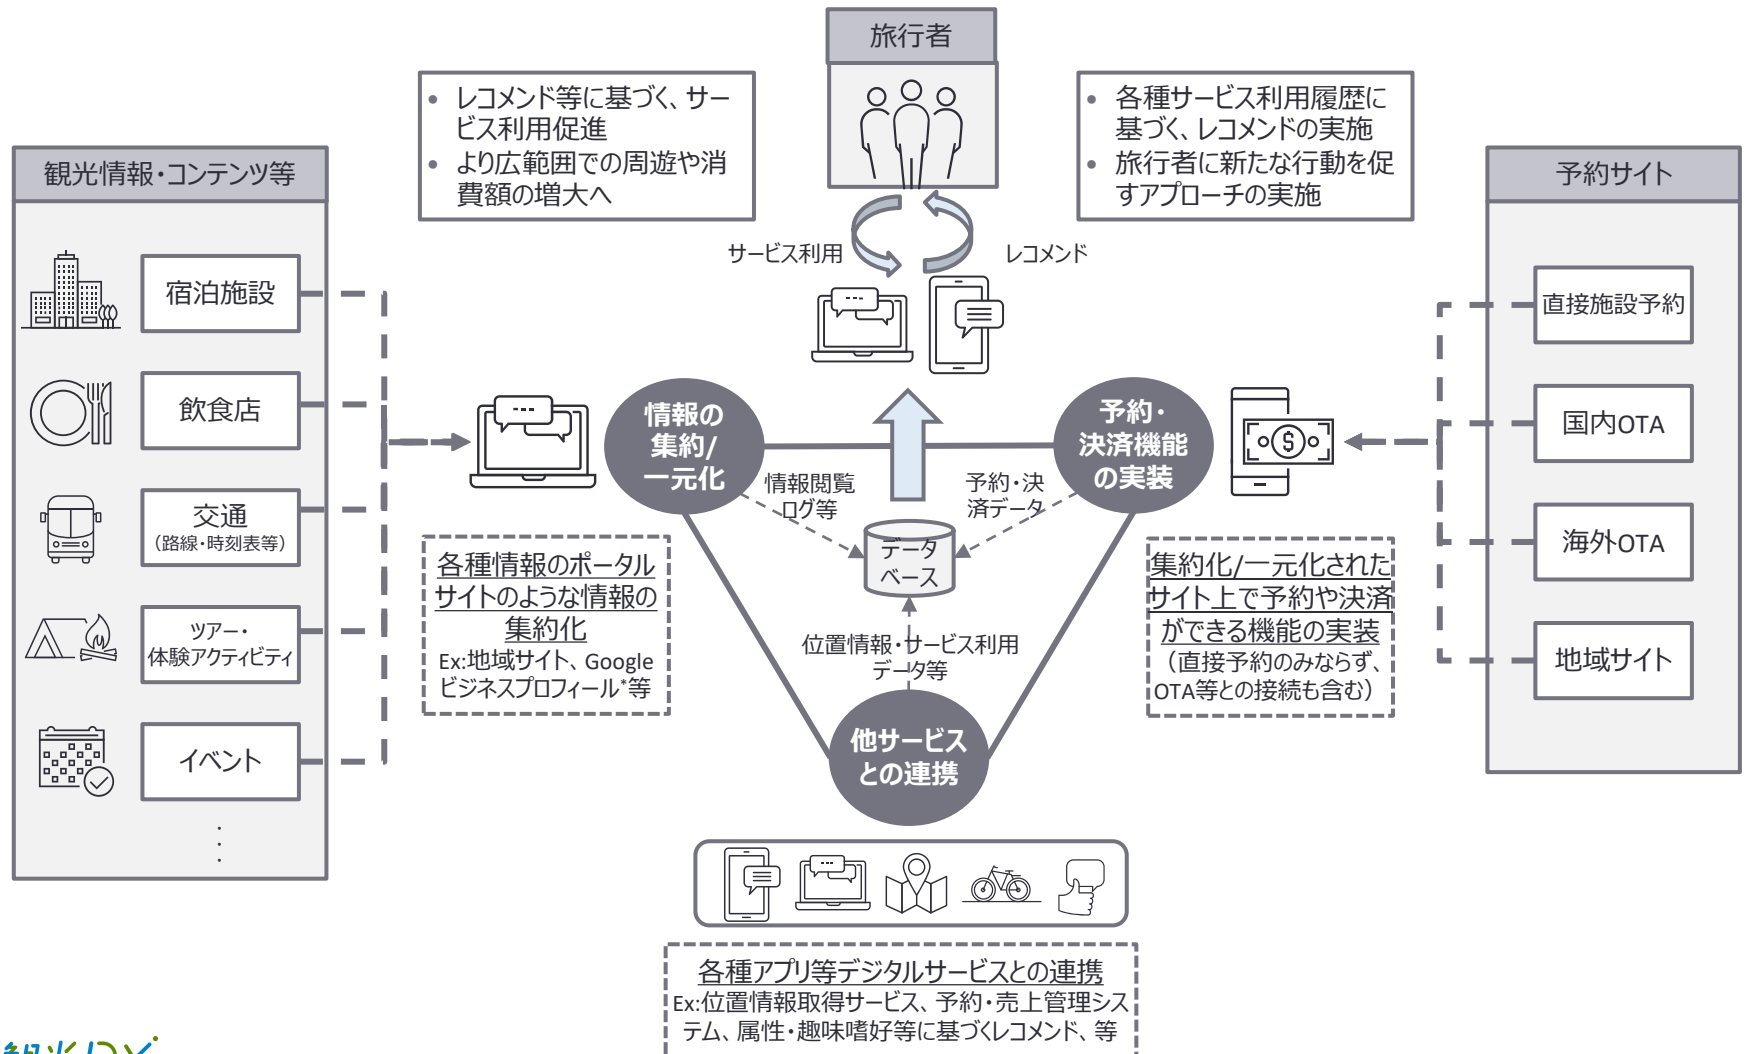 旅行者
• レコメンド等に基づく、サー
ビス利用促進
• より広範囲での周遊や消
費額の増大へ
• 各種サービス利用履歴に
基づく、レコメンドの実施
• 旅行者に新たな行動を促
すアプローチの実施
サービス利用
レコメンド
観光情報・コンテンツ等
宿泊施設
飲食店
交通
（路線・時刻表等）
ツアー・
体験アクティビティ
イベント
情報の
集約/
一元化
予約・
決済機能
の実装
情報閲覧
ログ等
予約・決
済データ
データ
ベース
各種情報のポータル
サイトのような情報の
集約化
Ex:地域サイト、Google
ビジネスプロフィール*等
位置情報・サービス利用
データ等
集約化/一元化された
サイト上で予約や決済
ができる機能の実装
（直接予約のみならず、
OTA等との接続も含む）
他サービス
との連携
各種アプリ等デジタルサービスとの連携
Ex:位置情報取得サービス、予約・売上管理シス
テム、属性・趣味嗜好等に基づくレコメンド、等
予約サイト
直接施設予約
国内OTA
海外OTA
地域サイト
観光DX